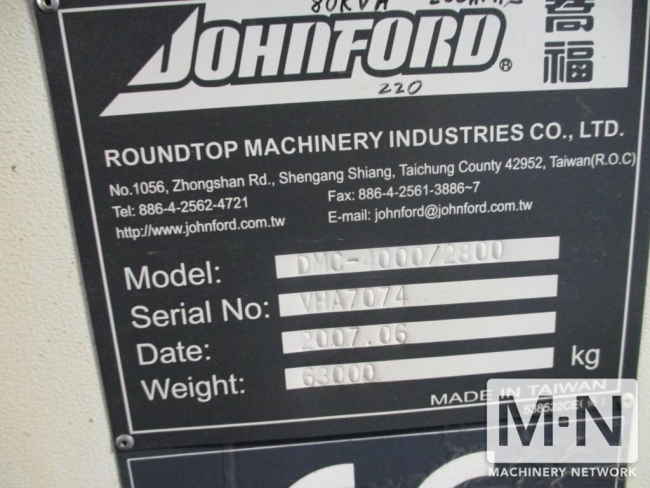 80KVA
JOHNFORD®
喬
福
220
ROUNDTOP MACHINERY INDUSTRIES CO., LTD.
No.1056, Zhongshan Rd., Shengang Shiang, Taichung County 42952, Taiwan(R.O.C)
Tel: 886-4-2562-4721 Fax: 886-4-2561-3886~7
http://www.johnford.com.tw E-mail: johnford@johnford.com.tw
Model: DMC-4000/2800
Serial No: VHA7074
Date: 2007.06
Weight: 63000 kg
MADE IN TAIWAN
M·N
MACHINERY NETWORK